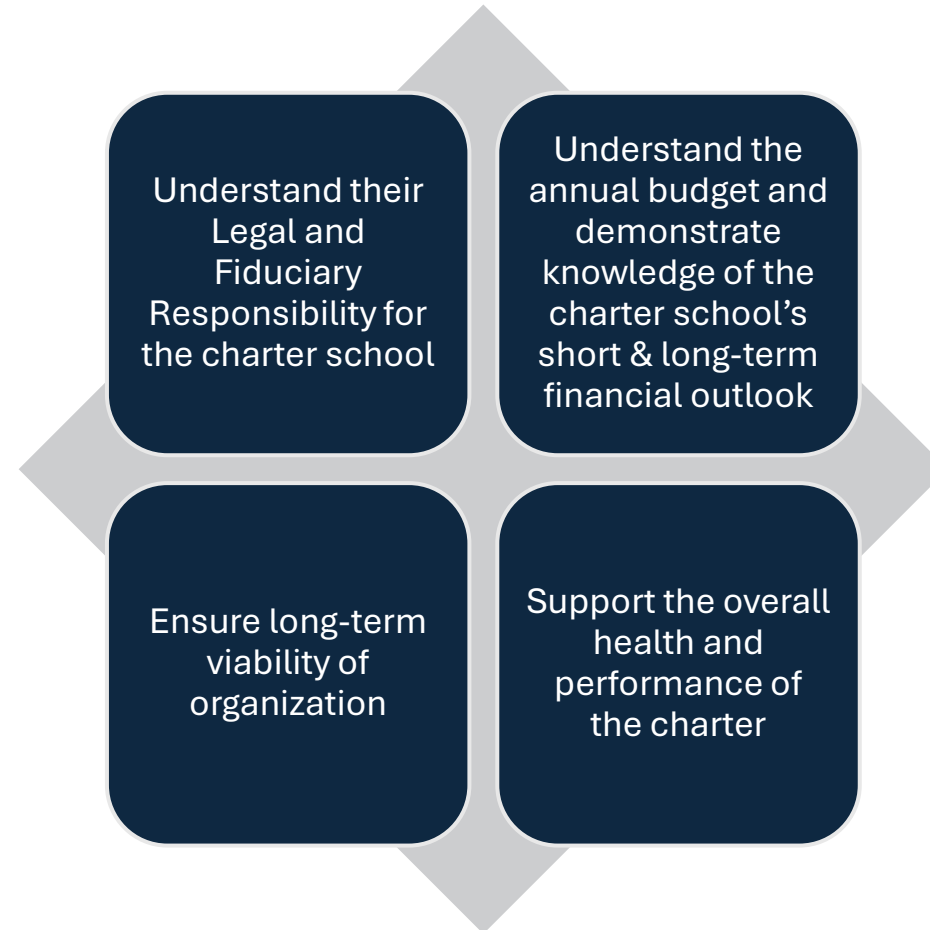 Understand their
Legal and
Fiduciary
Responsibility for
the charter school
Understand the
annual budget and
demonstrate
knowledge of the
charter school’s
short & long-term
financial outlook
Ensure long-term
viability of
organization
Support the overall
health and
performance of
the charter